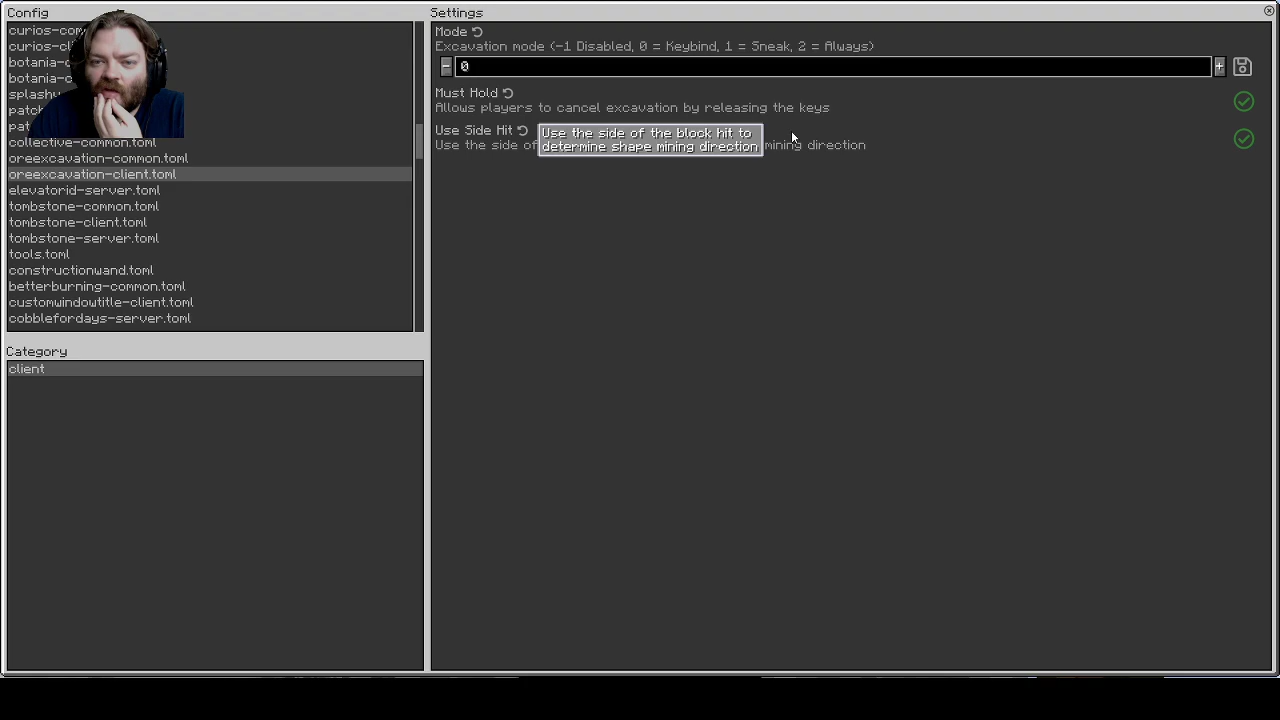 Config
curios-com
curios-cli
botania-c
botania-c
splashy
patc
pat
collective-common.toml
oreexcavation-common.toml
oreexcavation-client.toml
elevatorid-server.toml
tombstone-common.toml
tombstone-client.toml
tombstone-server.toml
tools.toml
constructionwand.toml
betterburning-common.toml
customwindowtitle-client.toml
cobblefordays-server.toml
Category
client
Settings
Mode
Excavation mode (-1 Disabled, 0 = Keybind, 1 = Sneak, 2 = Always)
- 0 +
Must Hold
Allows players to cancel excavation by releasing the keys
Use Side Hit
Use the side of mining direction
Use the side of the block hit to
determine shape mining direction